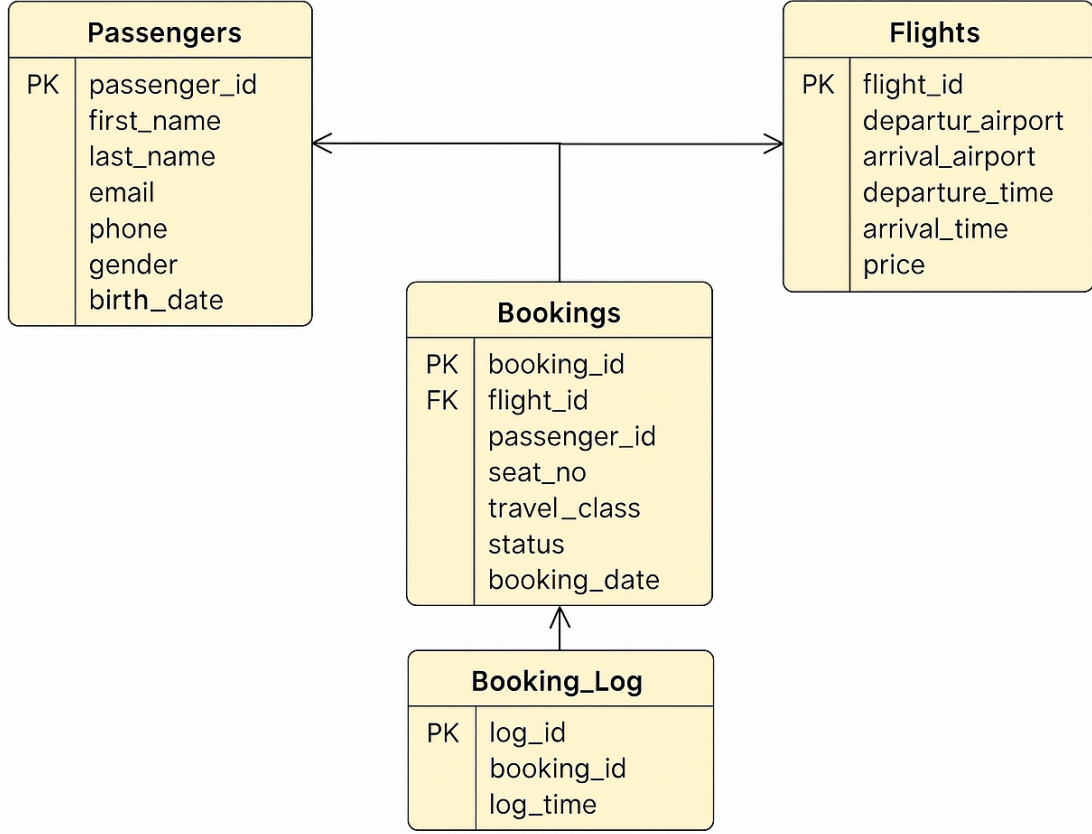 Passengers
PK passenger_id
first_name
last_name
email
phone
gender
birth_date
Flights
PK flight_id
departur_airport
arrival_airport
departure_time
arrival_time
price
Bookings
PK booking_id
FK flight_id
passenger_id
seat_no
travel_class
status
booking_date
Booking_Log
PK log_id
booking_id
log_time